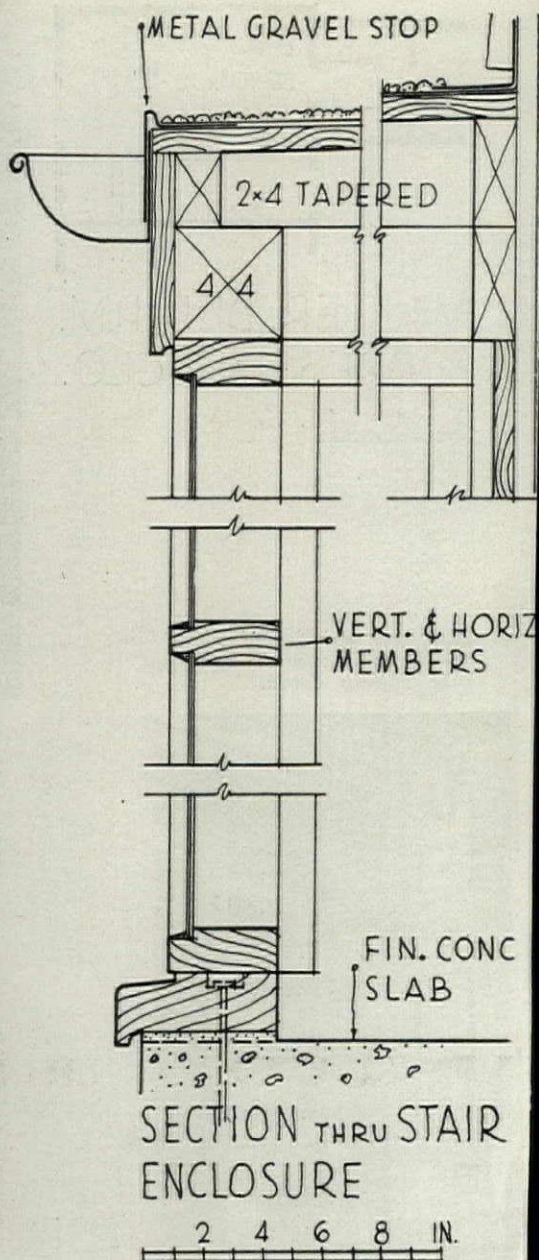 METAL GRAVEL STOP
2×4 TAPERED
4 4
VERT. & HORIZ
MEMBERS
FIN. CONC
SLAB
SECTION THRU STAIR
ENCLOSURE
2 4 6 8 IN.